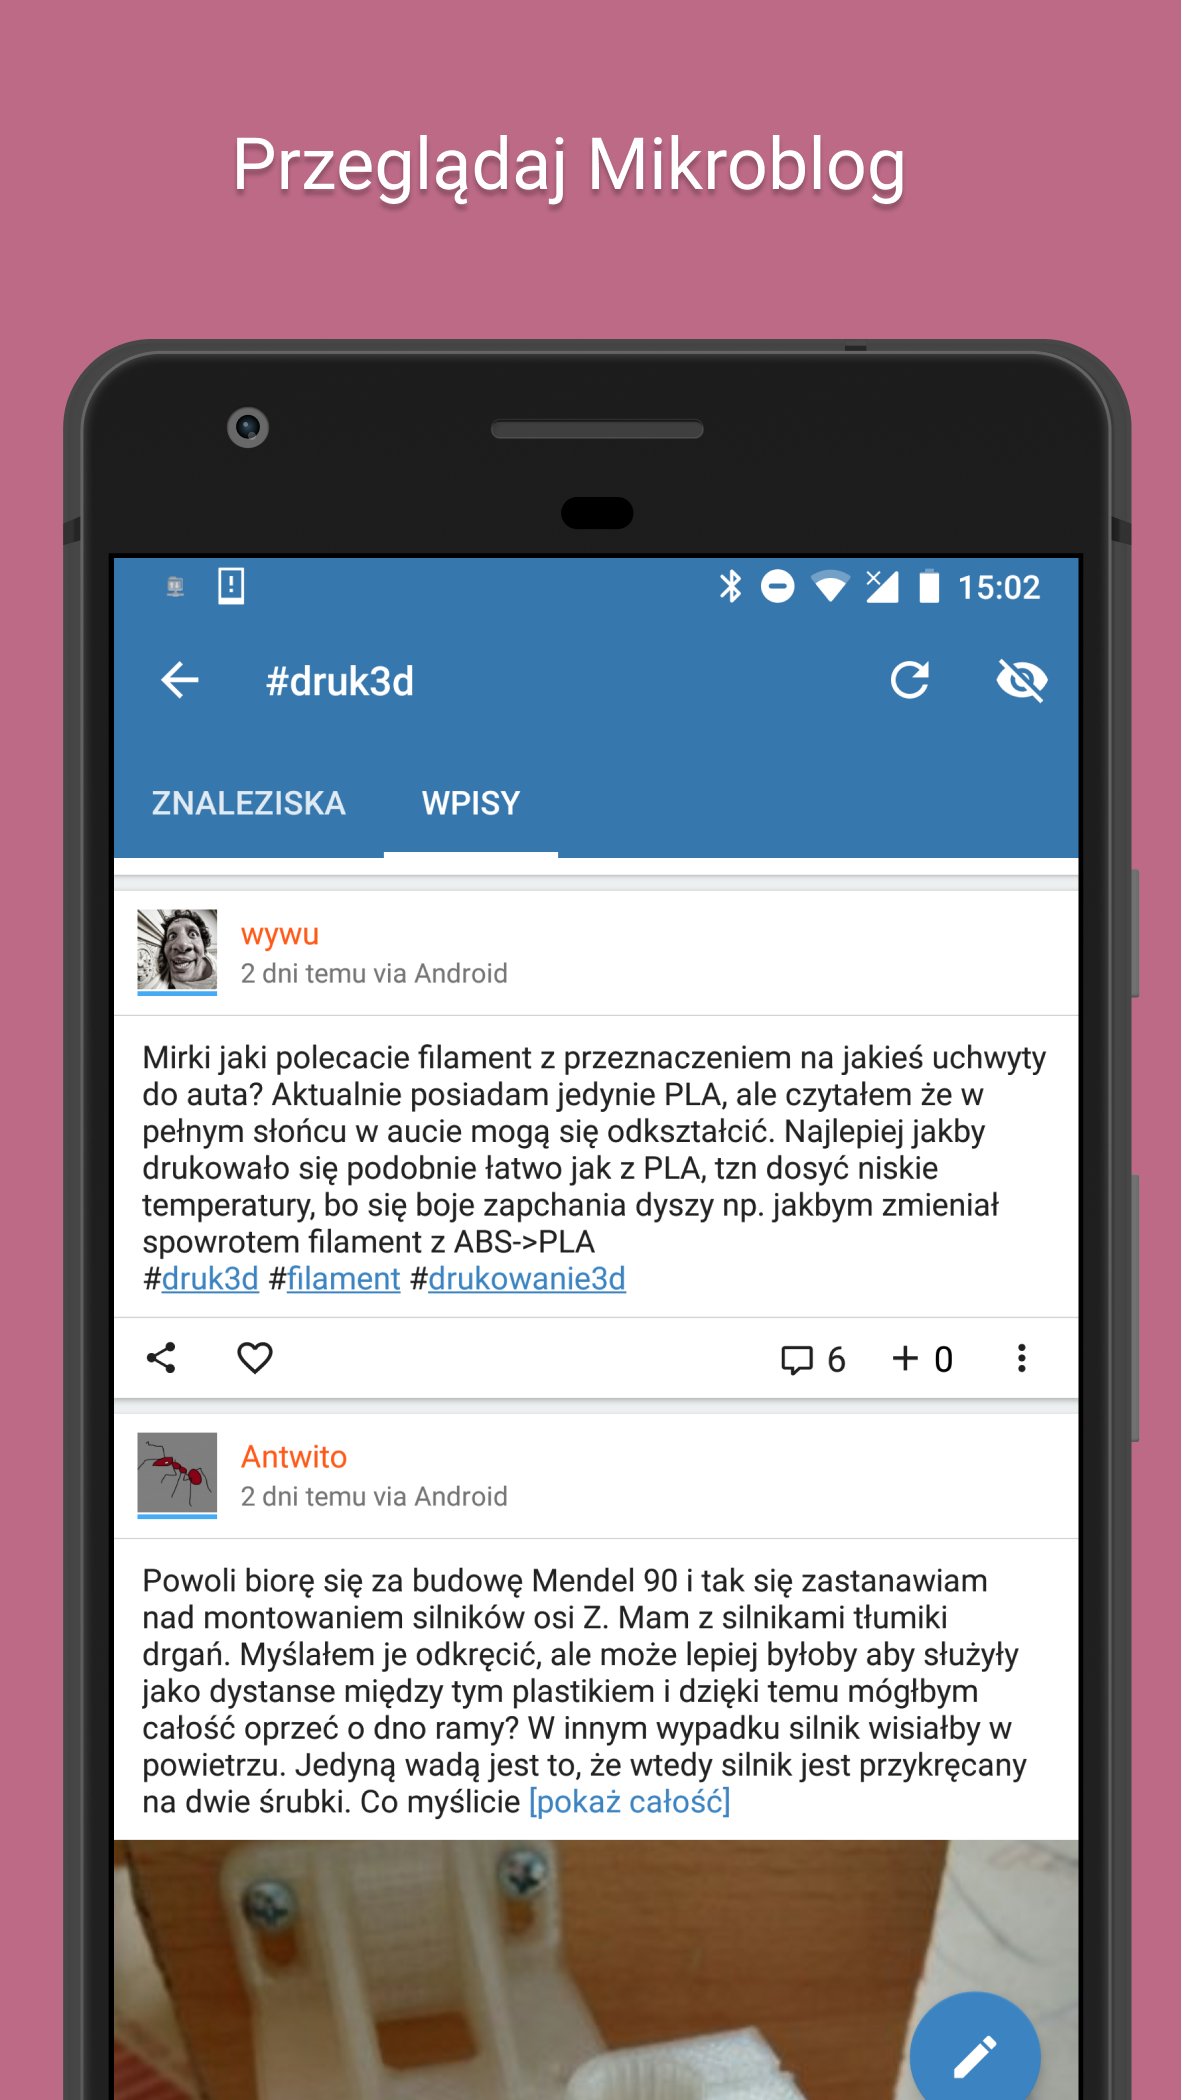 Przeglądaj Mikroblog
15:02
#druk3d
ZNALEZISKA
WPISY
wywu
2 dni temu via Android
Mirki jaki polecacie filament z przeznaczeniem na jakieś uchwyty
do auta? Aktualnie posiadam jedynie PLA, ale czytałem że w
pełnym słońcu w aucie mogą się odkształcić. Najlepiej jakby
drukowało się podobnie łatwo jak z PLA, tzn dosyć niskie
temperatury, bo się boje zapchania dyszy np. jakbym zmieniał
spowrotem filament z ABS->PLA
#druk3d #filament #drukowanie3d
6
0
Antwito
2 dni temu via Android
Powoli biorę się za budowę Mendel 90 i tak się zastanawiam
nad montowaniem silników osi Z. Mam z silnikami tłumiki
drgań. Myślałem je odkręcić, ale może lepiej byłoby aby służyły
jako dystanse między tym plastikiem i dzięki temu mógłbym
całość oprzeć o dno ramy? W innym wypadku silnik wisiałby w
powietrzu. Jedyną wadą jest to, że wtedy silnik jest przykręcany
na dwie śrubki. Co myślicie [pokaż całość]